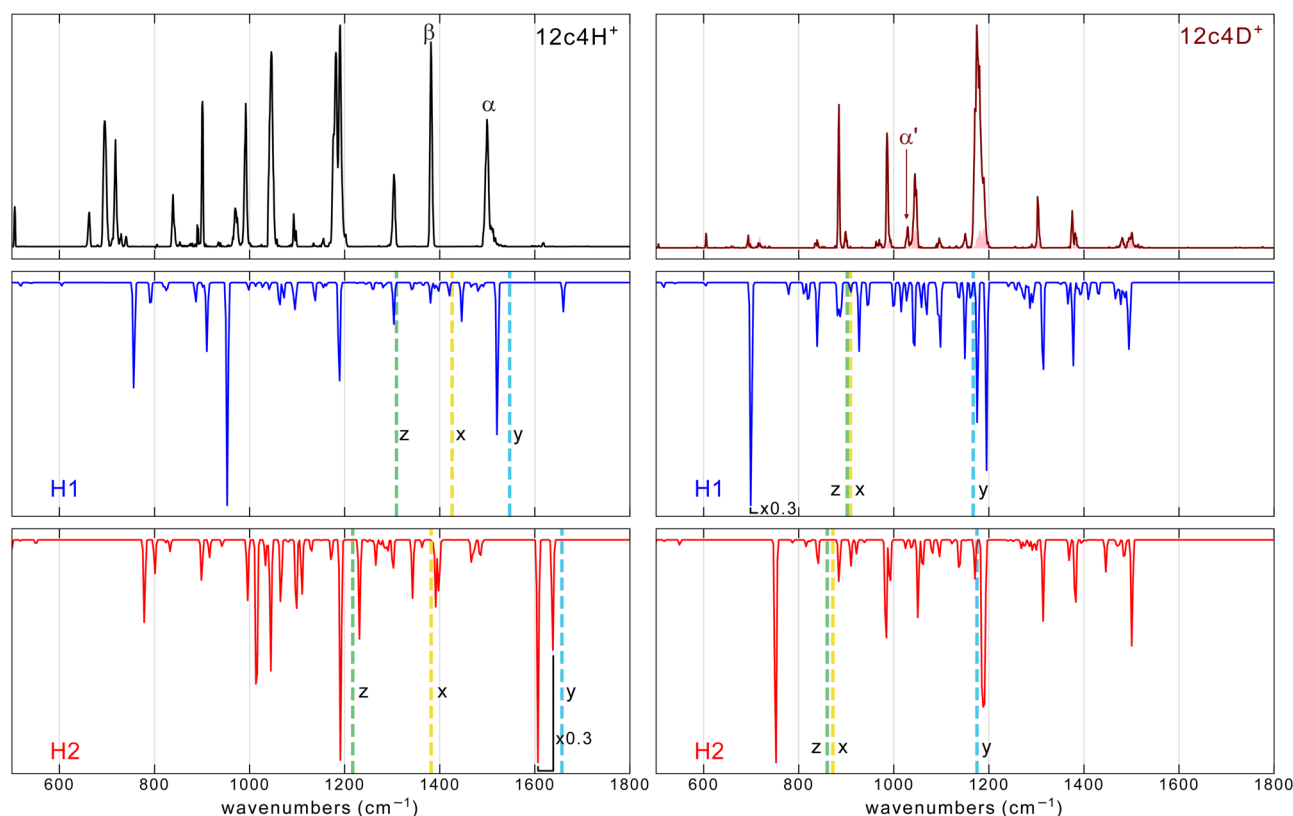 12c4H⁺
β
α
12c4D⁺
α'
H1
z
x
y
H1
x0.3
z
x
y
H2
z
x
y
x0.3
H2
z
x
y
600 800 1000 1200 1400 1600 1800
wavenumbers (cm⁻¹)
600 800 1000 1200 1400 1600 1800
wavenumbers (cm⁻¹)